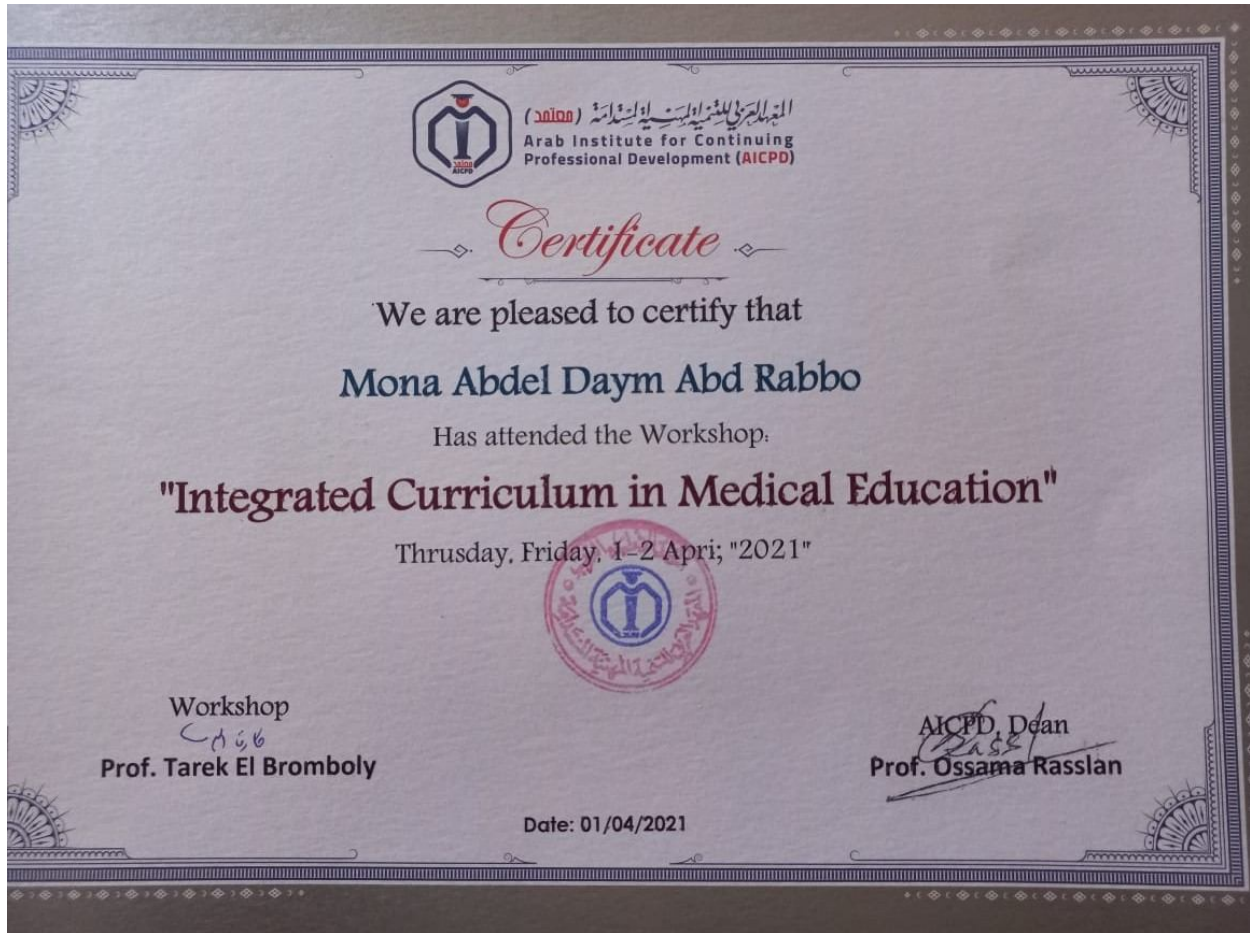 المعهد العربي للتنمية المهنية المستدامة (معتمد)
Arab Institute for Continuing
Professional Development (AICPD)
معتمد
AICPD
Certificate
We are pleased to certify that
Mona Abdel Daym Abd Rabbo
Has attended the Workshop:
"Integrated Curriculum in Medical Education"
Thrusday, Friday, 1-2 Apri; "2021"
Workshop
Prof. Tarek El Bromboly
AICPD, Dean
Prof. Ossama Rasslan
Date: 01/04/2021